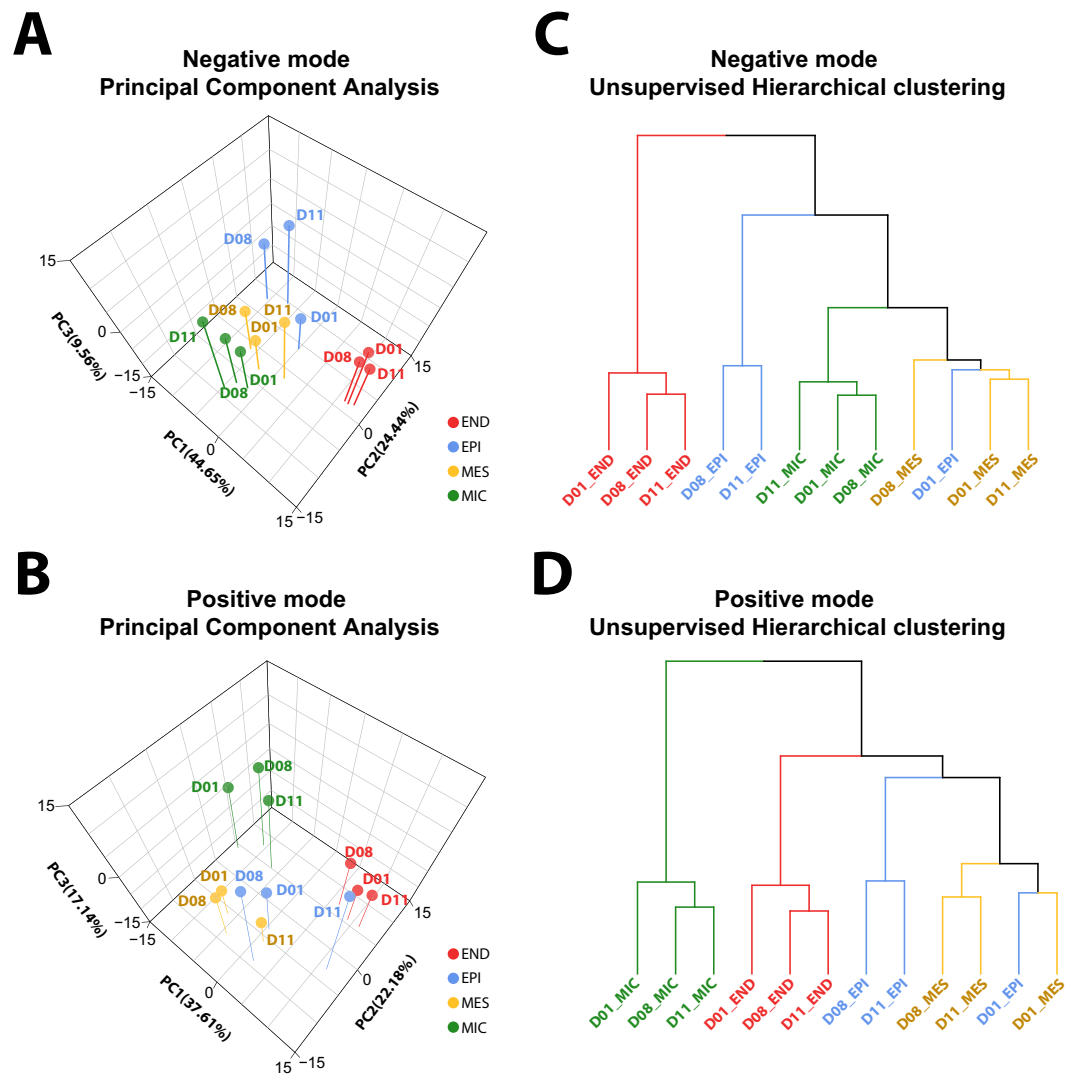 A
Negative mode
Principal Component Analysis
15
0
−15
PC3(9.56%)
−15
0
15
PC1(44.65%)
−15
0
15
PC2(24.44%)
D11
D08
D01
D08
D11
D01
D11
D08
D01
D08
D01
D11
END
EPI
MES
MIC
B
Positive mode
Principal Component Analysis
15
0
−15
PC3(17.14%)
−15
0
15
PC1(37.61%)
−15
0
15
PC2(22.18%)
D08
D01
D11
D01
D08
D08
D01
D11
D11
D08
D01
D11
END
EPI
MES
MIC
C
Negative mode
Unsupervised Hierarchical clustering
D01_END
D08_END
D11_END
D08_EPI
D11_EPI
D11_MIC
D01_MIC
D08_MIC
D08_MES
D01_EPI
D01_MES
D11_MES
D
Positive mode
Unsupervised Hierarchical clustering
D01_MIC
D08_MIC
D11_MIC
D01_END
D08_END
D11_END
D08_EPI
D11_EPI
D08_MES
D11_MES
D01_EPI
D01_MES